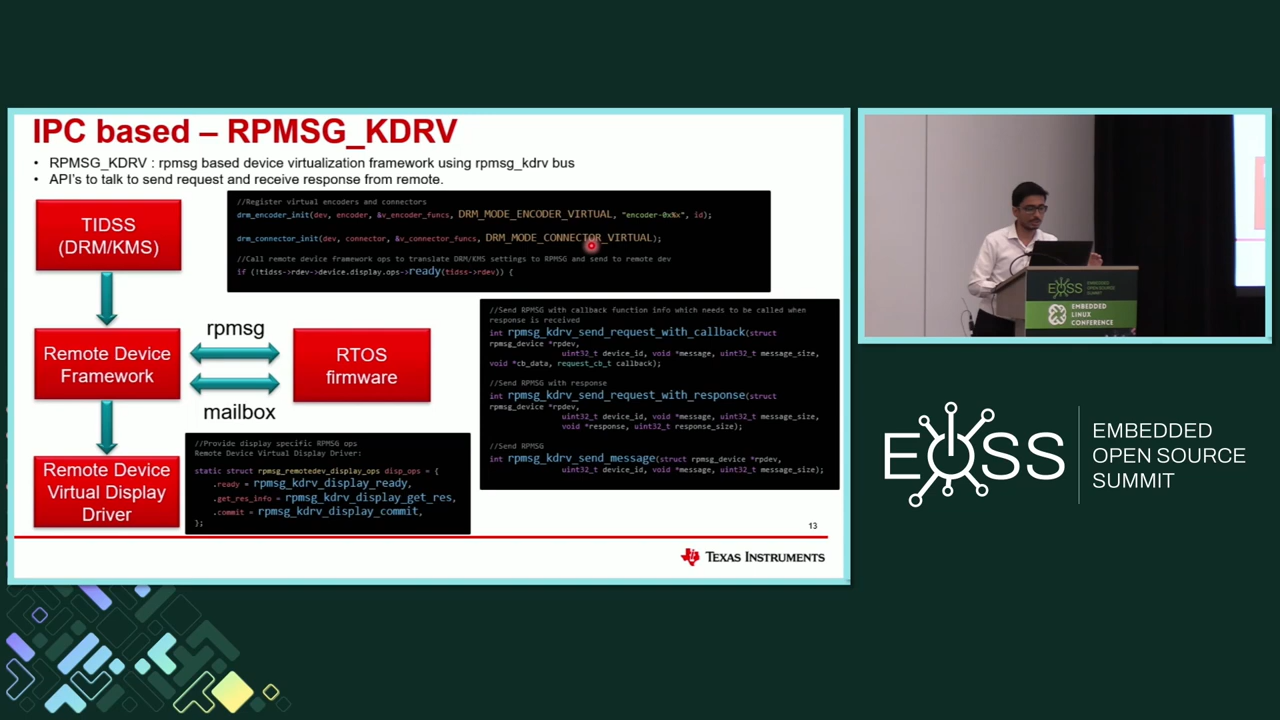 IPC based – RPMSG_KDRV
• RPMSG_KDRV : rpmsg based device virtualization framework using rpmsg_kdrv bus
• API's to talk to send request and receive response from remote.
TIDSS
(DRM/KMS)
//Register virtual encoders and connectors
drm_encoder_init(dev, encoder, &v_encoder_funcs, DRM_MODE_ENCODER_VIRTUAL, "encoder-0x%x", id);
drm_connector_init(dev, connector, &v_connector_funcs, DRM_MODE_CONNECTOR_VIRTUAL);
//Call remote device framework ops to translate DRM/KMS settings to RPMSG and send to remote dev
if (!tidss->rdev->device.display.ops->ready(tidss->rdev)) {
Remote Device
Framework
rpmsg
mailbox
RTOS
firmware
//Send RPMSG with callback function info which needs to be called when
response is received
int rpmsg_kdrv_send_request_with_callback(struct
rpmsg_device *rpdev,
uint32_t device_id, void *message, uint32_t message_size,
void *cb_data, request_cb_t callback);
//Send RPMSG with response
int rpmsg_kdrv_send_request_with_response(struct
rpmsg_device *rpdev,
uint32_t device_id, void *message, uint32_t message_size,
void *response, uint32_t response_size);
//Send RPMSG
int rpmsg_kdrv_send_message(struct rpmsg_device *rpdev,
uint32_t device_id, void *message, uint32_t message_size);
Remote Device
Virtual Display
Driver
//Provide display specific RPMSG ops
Remote Device Virtual Display Driver:
static struct rpmsg_remotedev_display_ops disp_ops = {
.ready = rpmsg_kdrv_display_ready,
.get_res_info = rpmsg_kdrv_display_get_res,
.commit = rpmsg_kdrv_display_commit,
};
13
TEXAS INSTRUMENTS
EOSS
EMBEDDED
OPEN SOURCE
SUMMIT
EMBEDDED
LINUX
CONFERENCE
EOSS
EMBEDDED
OPEN SOURCE
SUMMIT